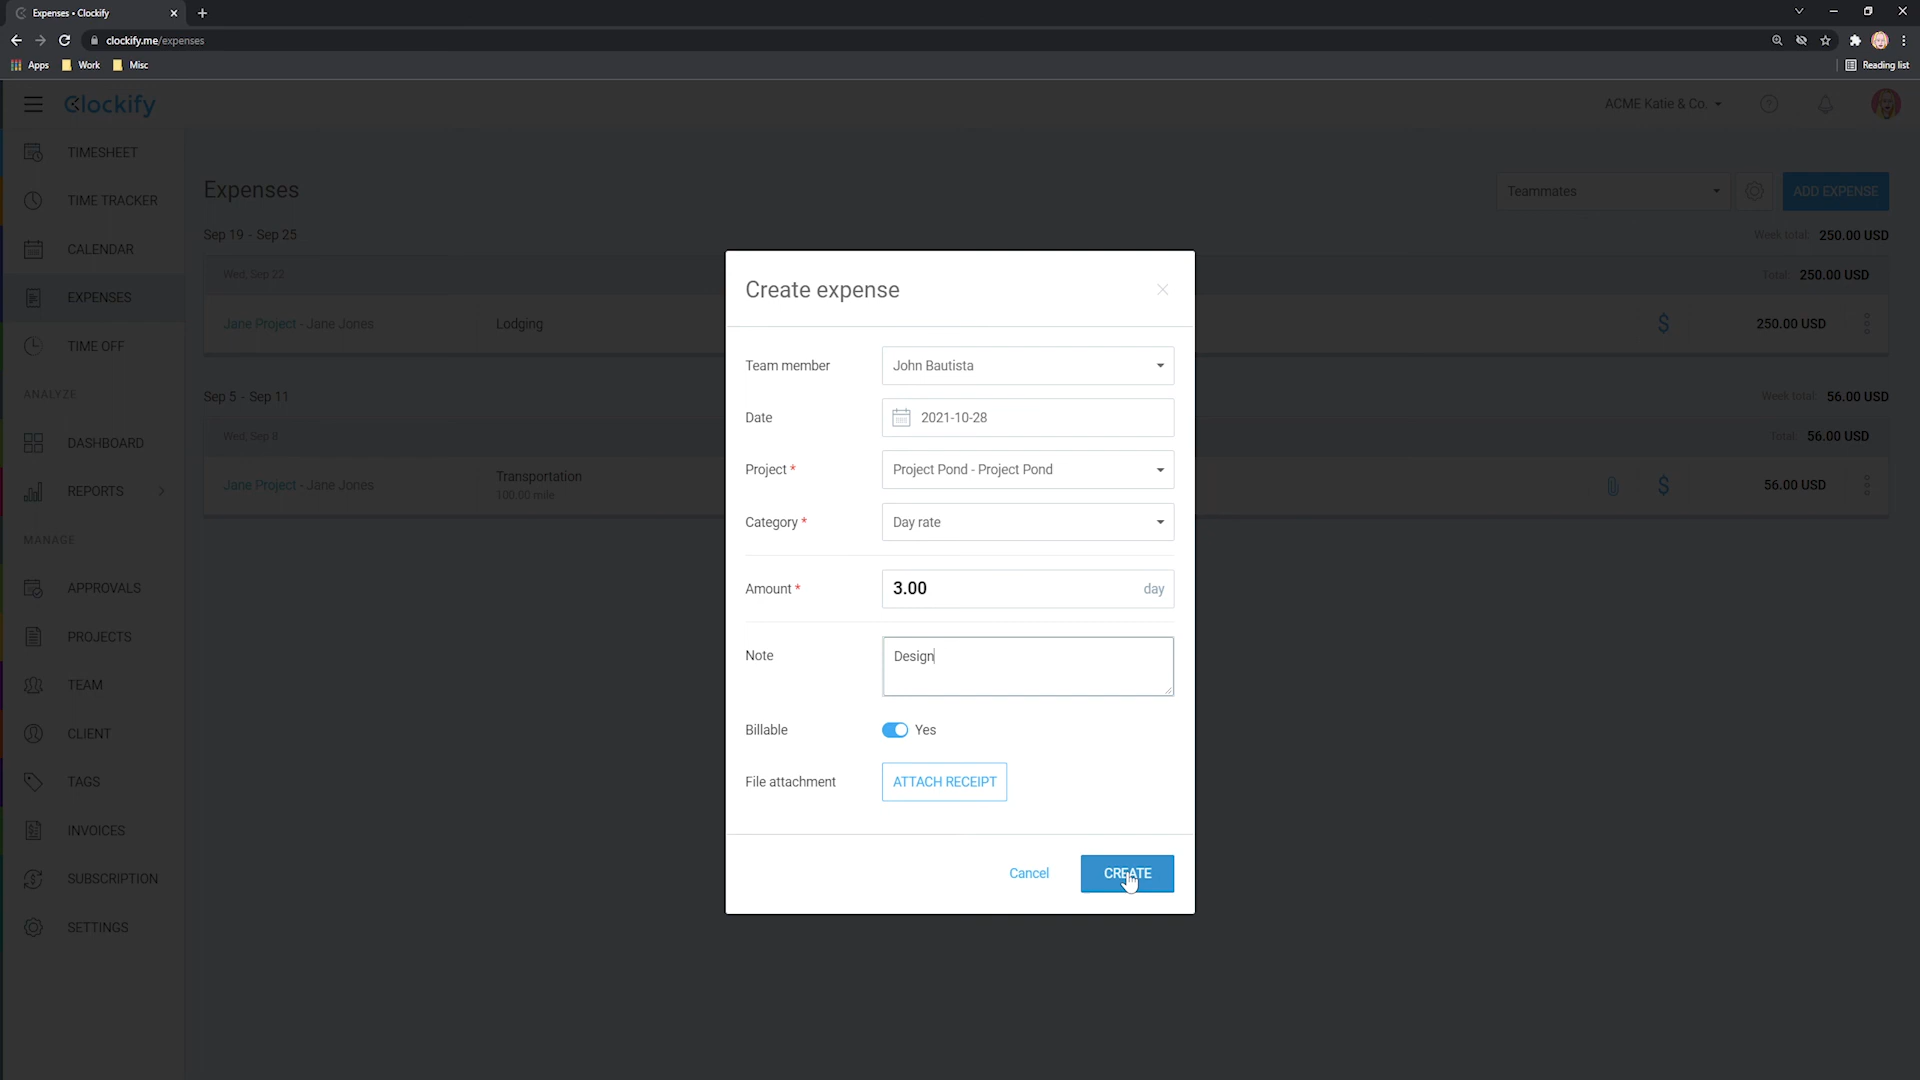 Expenses • Clockify
clockify.me/expenses
Apps
Work
Misc
Reading list
Clockify
ACME Katie & Co.
TIMESHEET
TIME TRACKER
CALENDAR
EXPENSES
TIME OFF
ANALYZE
DASHBOARD
REPORTS
MANAGE
APPROVALS
PROJECTS
TEAM
CLIENT
TAGS
INVOICES
SUBSCRIPTION
SETTINGS
Expenses
Teammates
ADD EXPENSE
Sep 19 - Sep 25
Week total: 250.00 USD
Wed, Sep 22
Total: 250.00 USD
Jane Project - Jane Jones
Lodging
$
250.00 USD
Sep 5 - Sep 11
Week total: 56.00 USD
Wed, Sep 8
Total: 56.00 USD
Jane Project - Jane Jones
Transportation
100.00 mile
$
56.00 USD
Create expense
Team member
John Bautista
Date
2021-10-28
Project *
Project Pond - Project Pond
Category *
Day rate
Amount *
3.00
day
Note
Design
Billable
Yes
File attachment
ATTACH RECEIPT
Cancel
CREATE